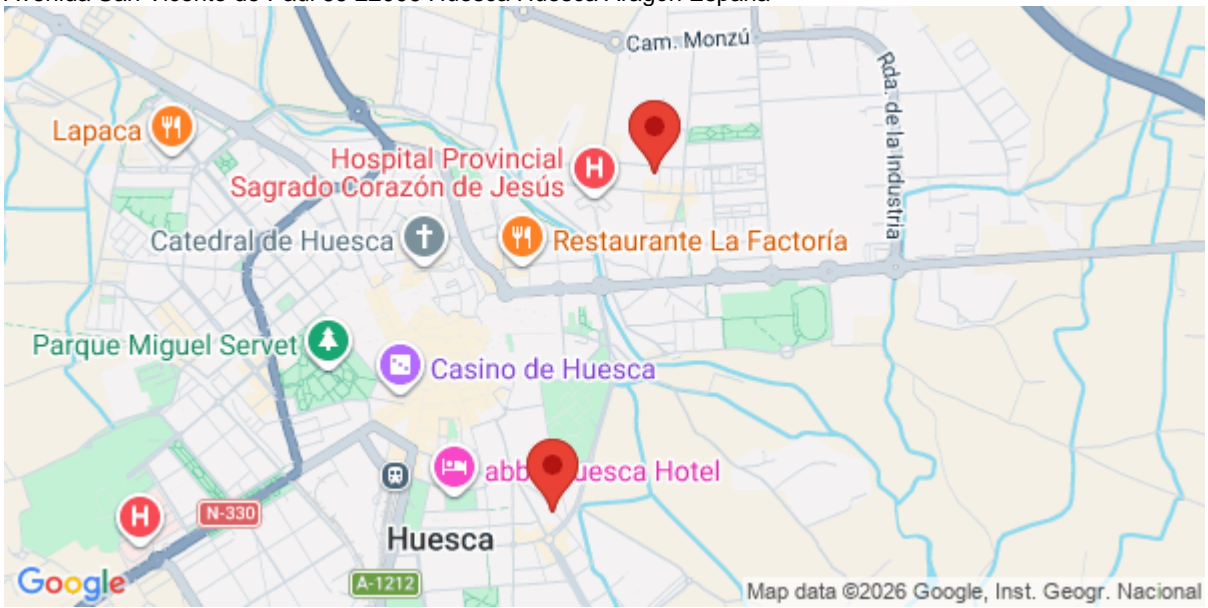 Cam. Monzú
Rda. de la Industria
Lapaca
Hospital Provincial
Sagrado Corazón de Jesús
Catedral de Huesca
Restaurante La Factoría
Parque Miguel Servet
Casino de Huesca
Huesca Hotel
N-330
Huesca
A-1212
Google
Map data ©2026 Google, Inst. Geogr. Nacional